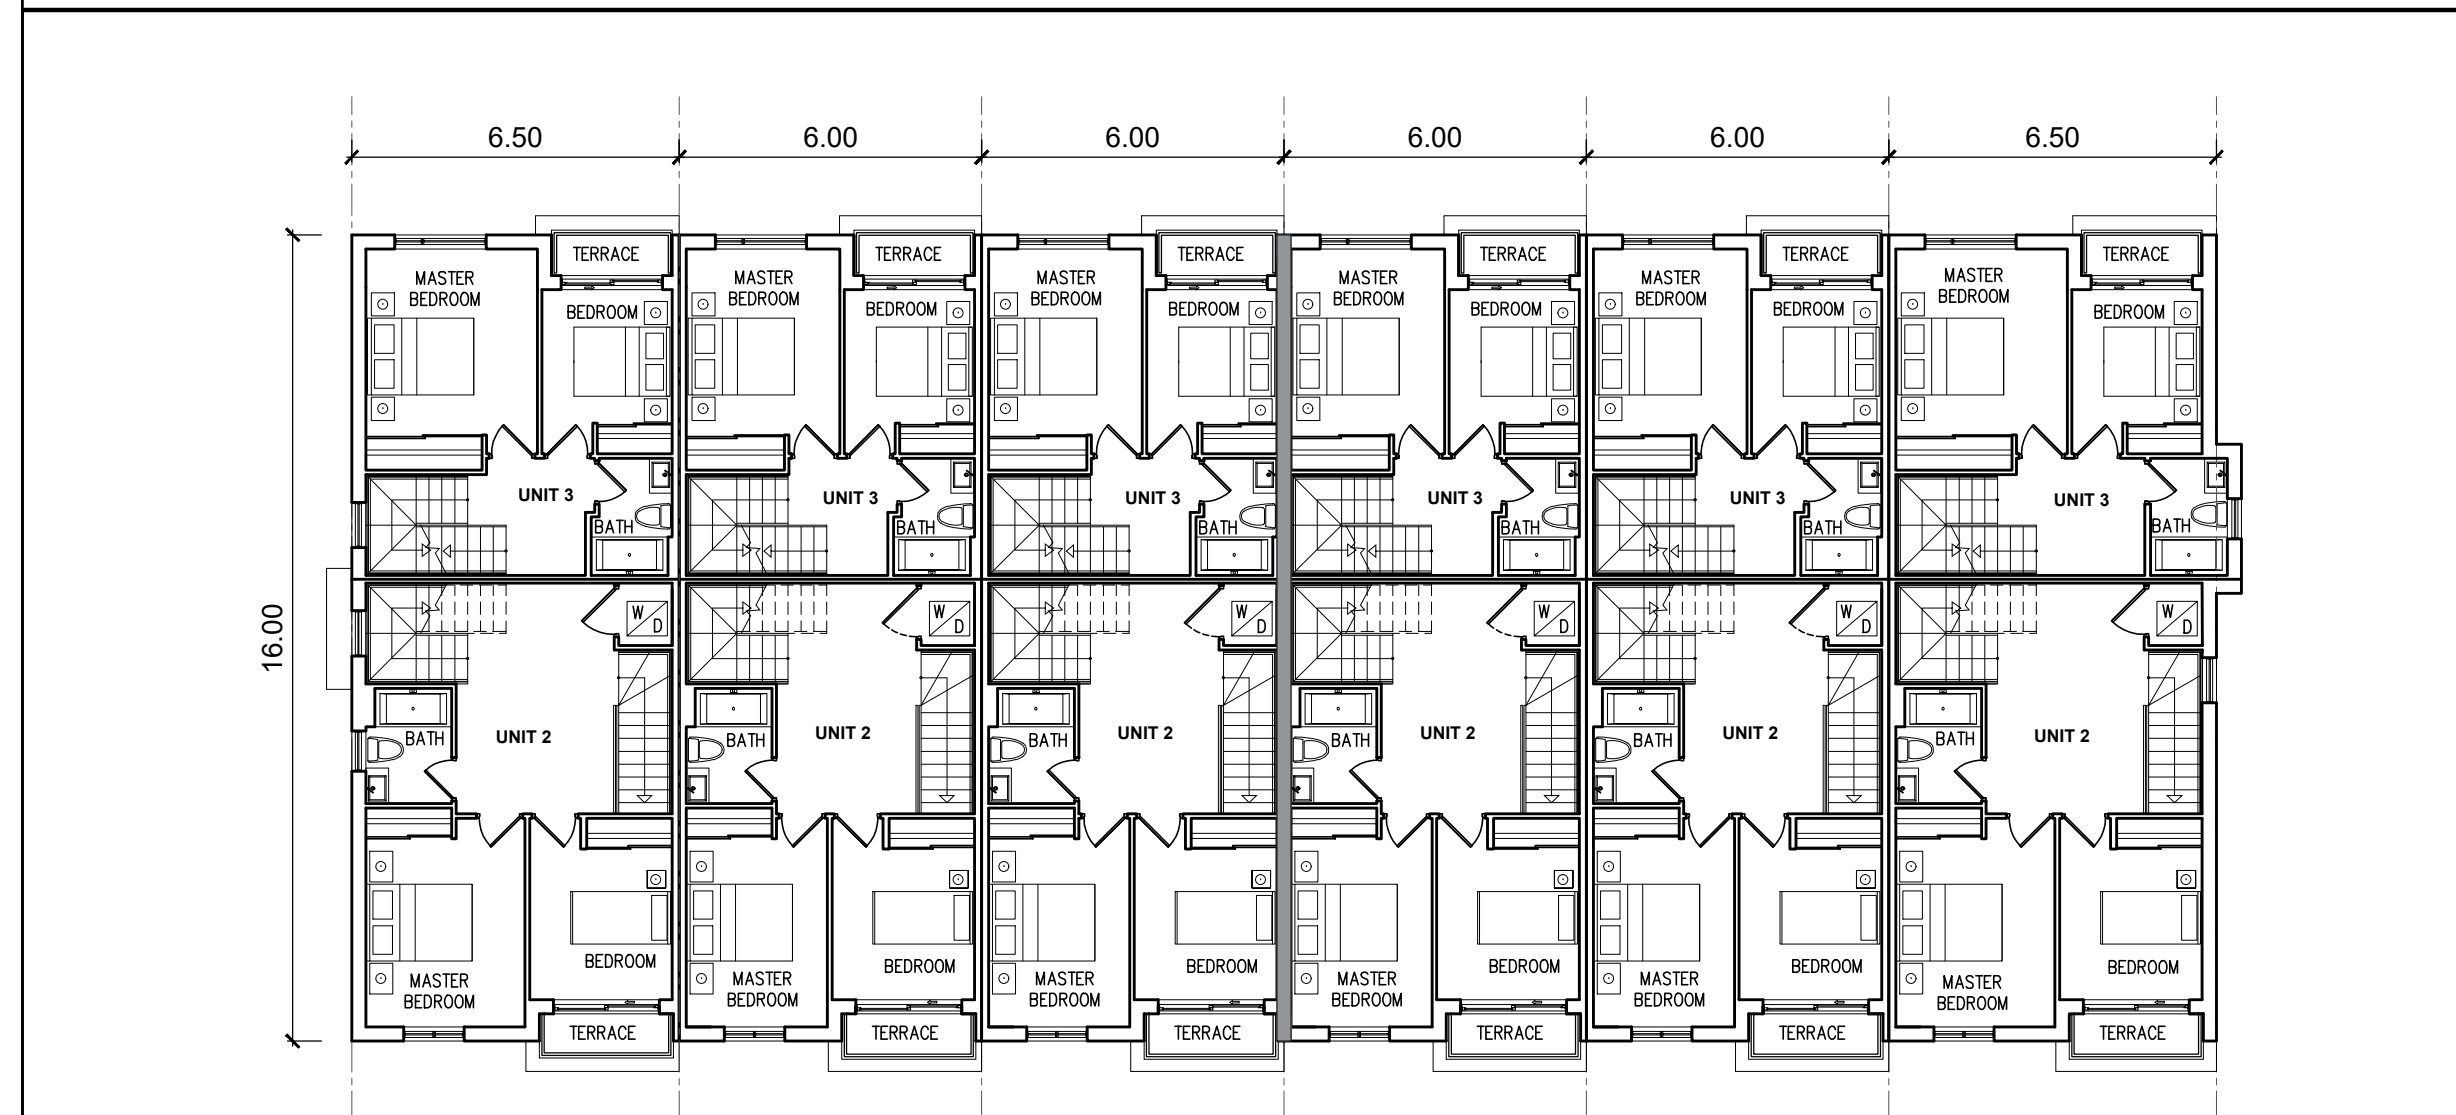 6.50 6.00 6.00 6.00 6.00 6.50
16.00
TERRACE TERRACE TERRACE TERRACE TERRACE TERRACE
MASTER BEDROOM
BEDROOM
MASTER BEDROOM
BEDROOM
MASTER BEDROOM
BEDROOM
MASTER BEDROOM
BEDROOM
MASTER BEDROOM
BEDROOM
MASTER BEDROOM
BEDROOM
UNIT 3 UNIT 3 UNIT 3 UNIT 3 UNIT 3 UNIT 3
BATH BATH BATH BATH BATH BATH
W D W D W D W D W D W D
UNIT 2 UNIT 2 UNIT 2 UNIT 2 UNIT 2 UNIT 2
BATH BATH BATH BATH BATH BATH
BEDROOM BEDROOM BEDROOM BEDROOM BEDROOM BEDROOM
MASTER MASTER MASTER MASTER MASTER MASTER
BEDROOM BEDROOM BEDROOM BEDROOM BEDROOM BEDROOM
TERRACE TERRACE TERRACE TERRACE TERRACE TERRACE